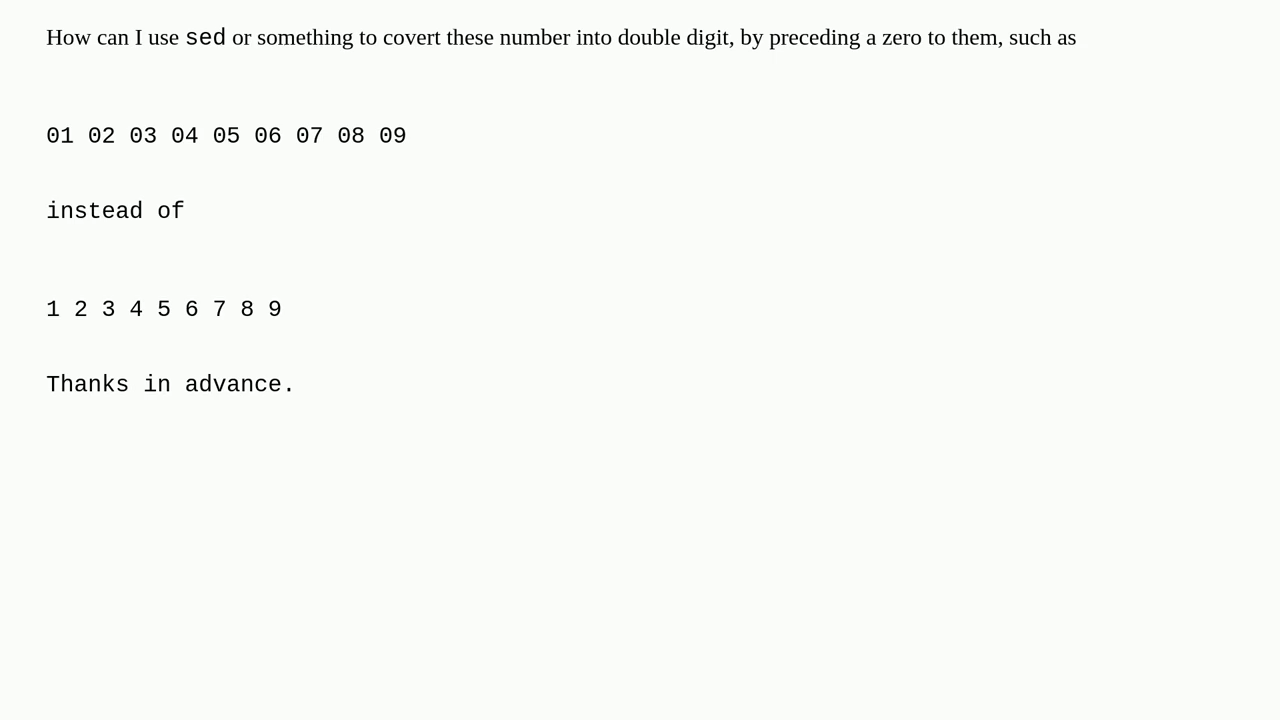 How can I use sed or something to covert these number into double digit, by preceding a zero to them, such as
01 02 03 04 05 06 07 08 09
instead of
1 2 3 4 5 6 7 8 9
Thanks in advance.